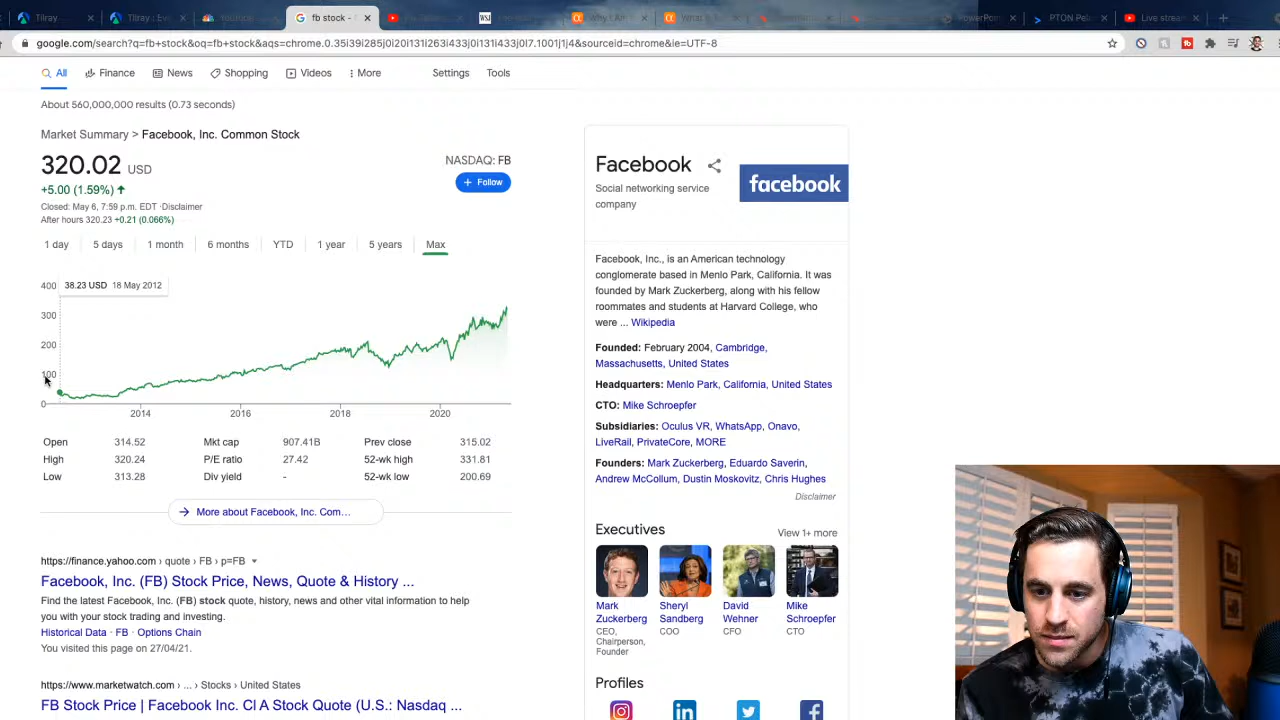 Tilray
Tilray : Ev
fb stock -
WSJ
Why I Am
What Is
PowerPoi
PTON Pel
Live strea
google.com/search?q=fb+stock&oq=fb+stock&aqs=chrome.0.35i39i285j0i20i131i263i433j0i131i433j0l7.1001j1j4&sourceid=chrome&ie=UTF-8
All Finance News Shopping Videos More Settings Tools
About 560,000,000 results (0.73 seconds)
Market Summary > Facebook, Inc. Common Stock
320.02 USD
NASDAQ: FB
+5.00 (1.59%)
Follow
Closed: May 6, 7:59 p.m. EDT ·Disclaimer
After hours 320.23 +0.21 (0.066%)
1 day 5 days 1 month 6 months YTD 1 year 5 years Max
38.23 USD 18 May 2012
400
300
200
100
0
2014 2016 2018 2020
Open 314.52 Mkt cap 907.41B Prev close 315.02
High 320.24 P/E ratio 27.42 52-wk high 331.81
Low 313.28 Div yield - 52-wk low 200.69
More about Facebook, Inc. Com…
https://finance.yahoo.com › quote › FB › p=FB
Facebook, Inc. (FB) Stock Price, News, Quote & History ...
Find the latest Facebook, Inc. (FB) stock quote, history, news and other vital information to help
you with your stock trading and investing.
Historical Data · FB · Options Chain
You visited this page on 27/04/21.
https://www.marketwatch.com › ... › Stocks › United States
FB Stock Price | Facebook Inc. Cl A Stock Quote (U.S.: Nasdaq ...
Facebook
Social networking service
company
facebook
Facebook, Inc., is an American technology
conglomerate based in Menlo Park, California. It was
founded by Mark Zuckerberg, along with his fellow
roommates and students at Harvard College, who
were ... Wikipedia
Founded: February 2004, Cambridge,
Massachusetts, United States
Headquarters: Menlo Park, California, United States
CTO: Mike Schroepfer
Subsidiaries: Oculus VR, WhatsApp, Onavo,
LiveRail, PrivateCore, MORE
Founders: Mark Zuckerberg, Eduardo Saverin,
Andrew McCollum, Dustin Moskovitz, Chris Hughes
Disclaimer
Executives
View 1+ more
Mark
Zuckerberg
CEO,
Chairperson,
Founder
Sheryl
Sandberg
COO
David
Wehner
CFO
Mike
Schroepfer
CTO
Profiles